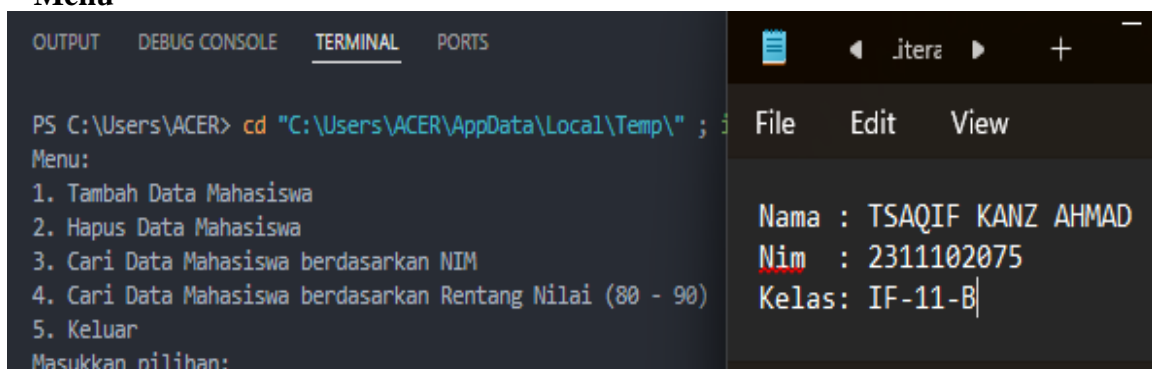 Menu
OUTPUT DEBUG CONSOLE TERMINAL PORTS
PS C:\Users\ACER> cd "C:\Users\ACER\AppData\Local\Temp\" ;
Menu:
1. Tambah Data Mahasiswa
2. Hapus Data Mahasiswa
3. Cari Data Mahasiswa berdasarkan NIM
4. Cari Data Mahasiswa berdasarkan Rentang Nilai (80 - 90)
5. Keluar
Masukkan pilihan:
File Edit View
Nama : TSAQIF KANZ AHMAD
Nim : 2311102075
Kelas: IF-11-B